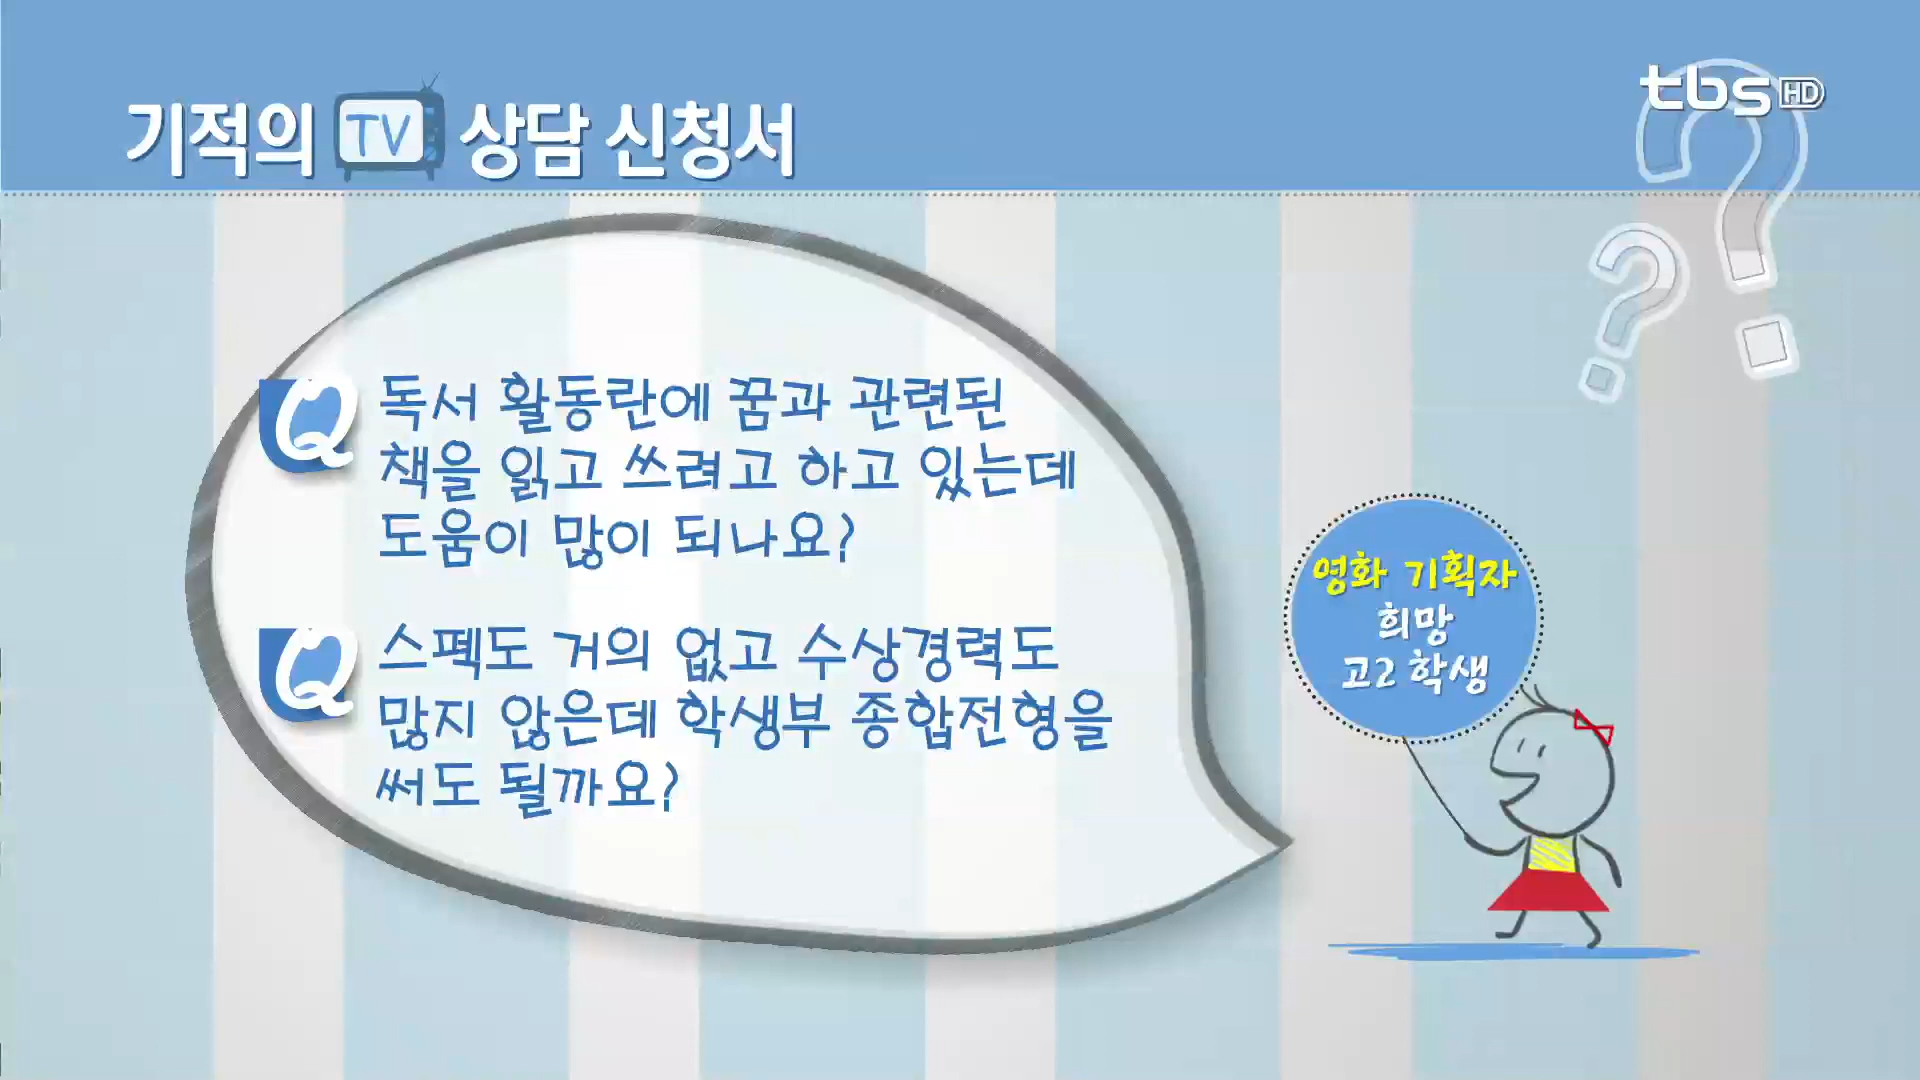 기적의 TV 상담 신청서
tbs HD
Q 독서 활동란에 꿈과 관련된
책을 읽고 쓰려고 하고 있는데
도움이 많이 되나요?
Q 스펙도 거의 없고 수상경력도
많지 않은데 학생부 종합전형을
써도 될까요?
영화 기획자
희망
고2 학생